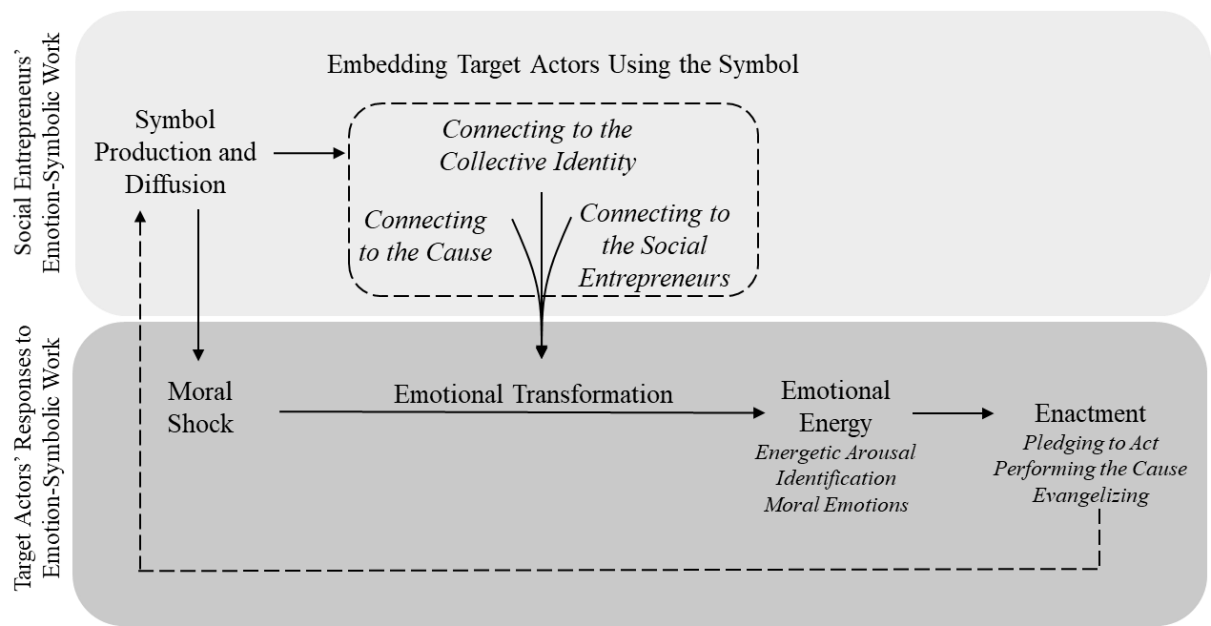 Social Entrepreneurs'
Emotion-Symbolic Work
Embedding Target Actors Using the Symbol
Symbol
Production and
Diffusion
Connecting to the
Collective Identity
Connecting
to the Cause
Connecting to
the Social
Entrepreneurs
Target Actors' Responses to
Emotion-Symbolic Work
Moral
Shock
Emotional Transformation
Emotional
Energy
Energetic Arousal
Identification
Moral Emotions
Enactment
Pledging to Act
Performing the Cause
Evangelizing